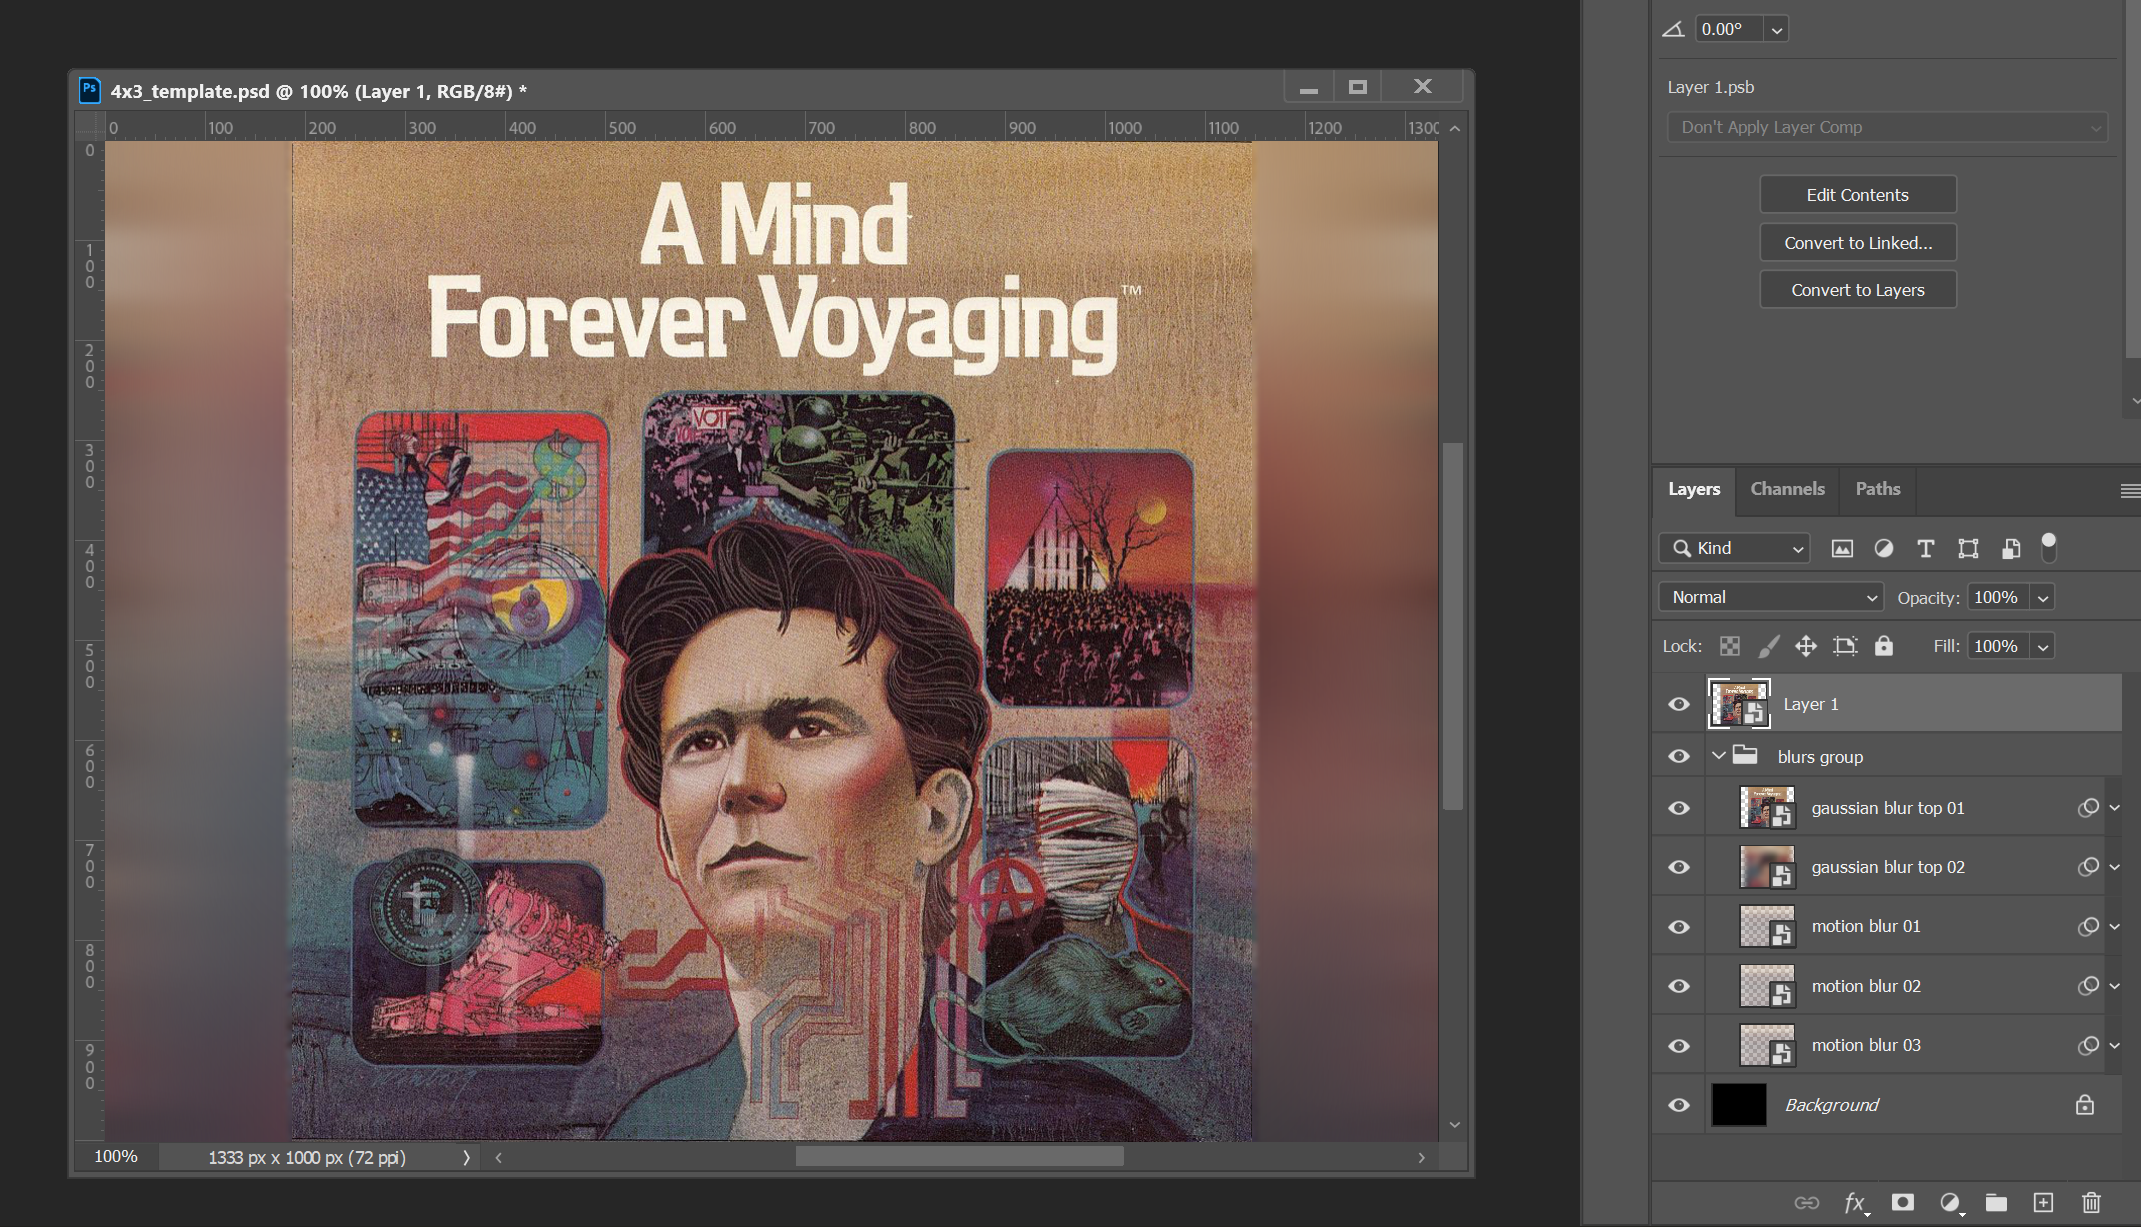 0.00°
Layer 1.psb
Don't Apply Layer Comp
Edit Contents
Convert to Linked...
Convert to Layers
Ps
4x3_template.psd @ 100% (Layer 1, RGB/8#) *
0 100 200 300 400 500 600 700 800 900 1000 1100 1200 1300
0
100
200
300
400
500
600
700
800
900
A Mind
Forever Voyaging™
VOTE
100%
1333 px x 1000 px (72 ppi)
Layers Channels Paths
Kind
Normal Opacity: 100%
Lock: Fill: 100%
Layer 1
blurs group
gaussian blur top 01
gaussian blur top 02
motion blur 01
motion blur 02
motion blur 03
Background
fx